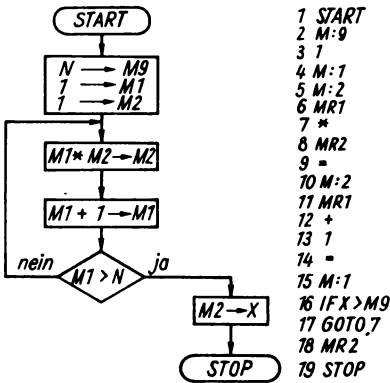 START
N → M9
1 → M1
1 → M2
M1 * M2 → M2
M1 + 1 → M1
nein
M1 > N
ja
M2 → X
STOP
1 START
2 M:9
3 1
4 M:1
5 M:2
6 MR1
7 *
8 MR2
9 =
10 M:2
11 MR1
12 +
13 1
14 =
15 M:1
16 IFX>M9
17 GOTO,7
18 MR2
19 STOP